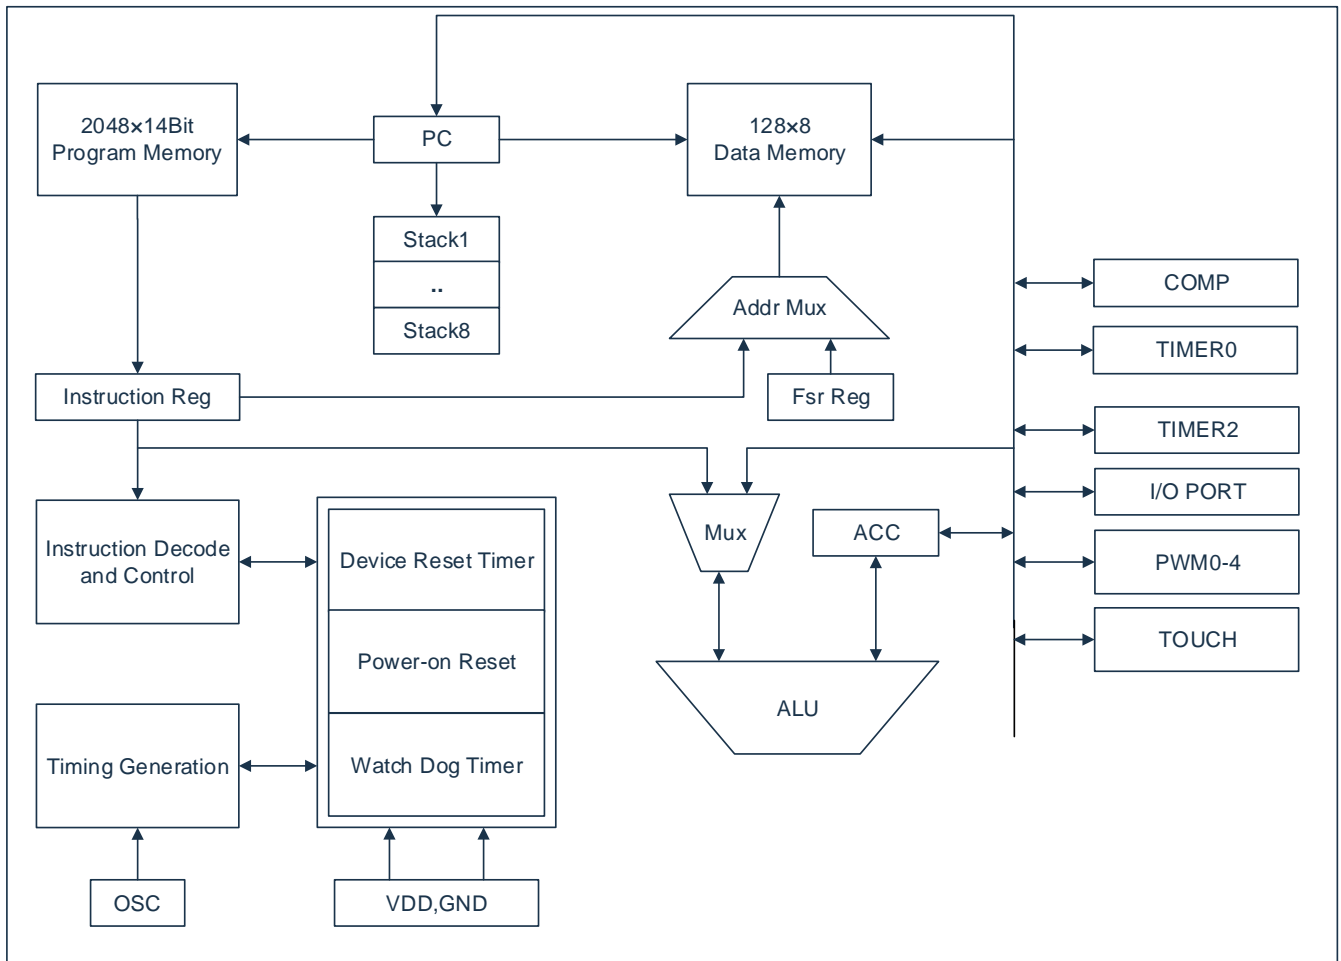 2048×14Bit
Program Memory
PC
128×8
Data Memory
Stack1
..
Stack8
Addr Mux
COMP
TIMER0
Instruction Reg
Fsr Reg
TIMER2
I/O PORT
Instruction Decode
and Control
Device Reset Timer
Mux
ACC
PWM0-4
TOUCH
Power-on Reset
ALU
Timing Generation
Watch Dog Timer
OSC
VDD,GND